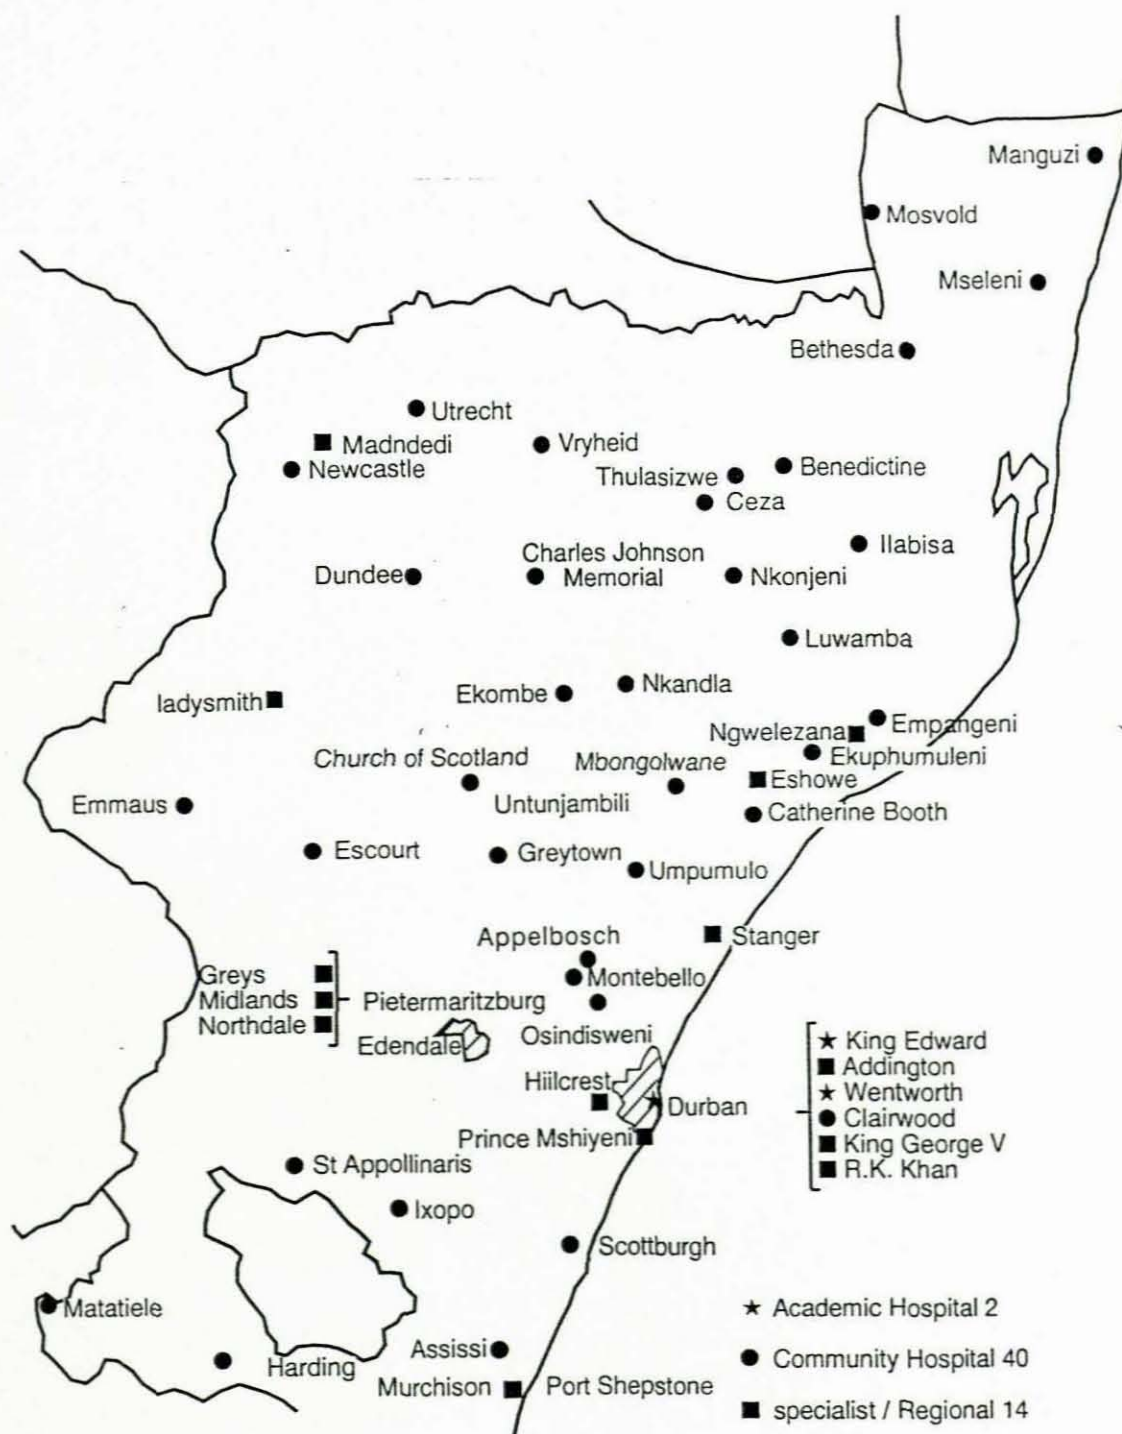 Manguzi
Mosvold
Mseleni
Bethesda
Utrecht
Madndedi
Vryheid
Newcastle
Thulasizwe
Benedictine
Ceza
Ilabisa
Charles Johnson
Memorial
Dundee
Nkonjeni
Luwamba
Nkandla
Ekombe
ladysmith
Empangeni
Ngwelezana
Ekuphumuleni
Church of Scotland
Mbongolwane
Eshowe
Untunjambili
Emmaus
Catherine Booth
Escourt
Greytown
Umpumulo
Appelbosch
Stanger
Greys
Montebello
Midlands
Pietermaritzburg
Northdale
Osindisweni
Edendale
King Edward
Addington
Hiilcrest
Wentworth
Durban
Clairwood
Prince Mshiyeni
King George V
R.K. Khan
St Appollinaris
Ixopo
Scottburgh
Matatiele
★ Academic Hospital 2
Assissi
● Community Hospital 40
Harding
Murchison
Port Shepstone
■ specialist / Regional 14